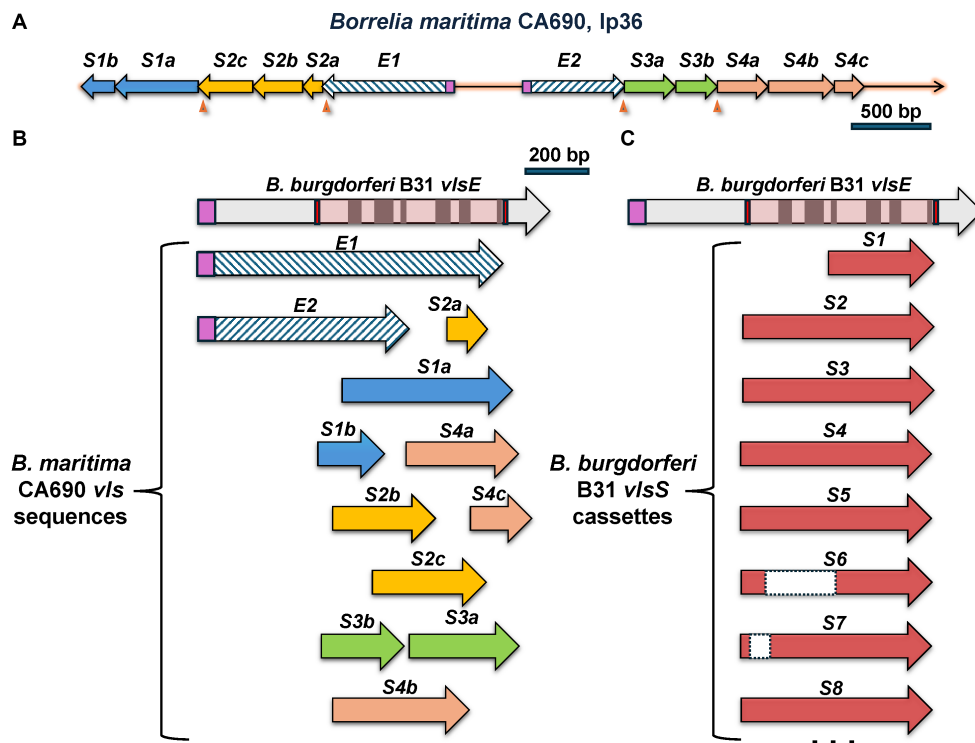 A
Borrelia maritima CA690, lp36
S1b S1a S2c S2b S2a E1 E2 S3a S3b S4a S4b S4c
500 bp
B
C
200 bp
B. burgdorferi B31 vlsE
B. burgdorferi B31 vlsE
E1
S1
E2
S2a
S2
S1a
S3
S1b
S4a
S4
B. maritima
CA690 vls
sequences
B. burgdorferi
B31 vlsS
cassettes
S2b
S4c
S5
S2c
S6
S3b
S3a
S7
S4b
S8
...